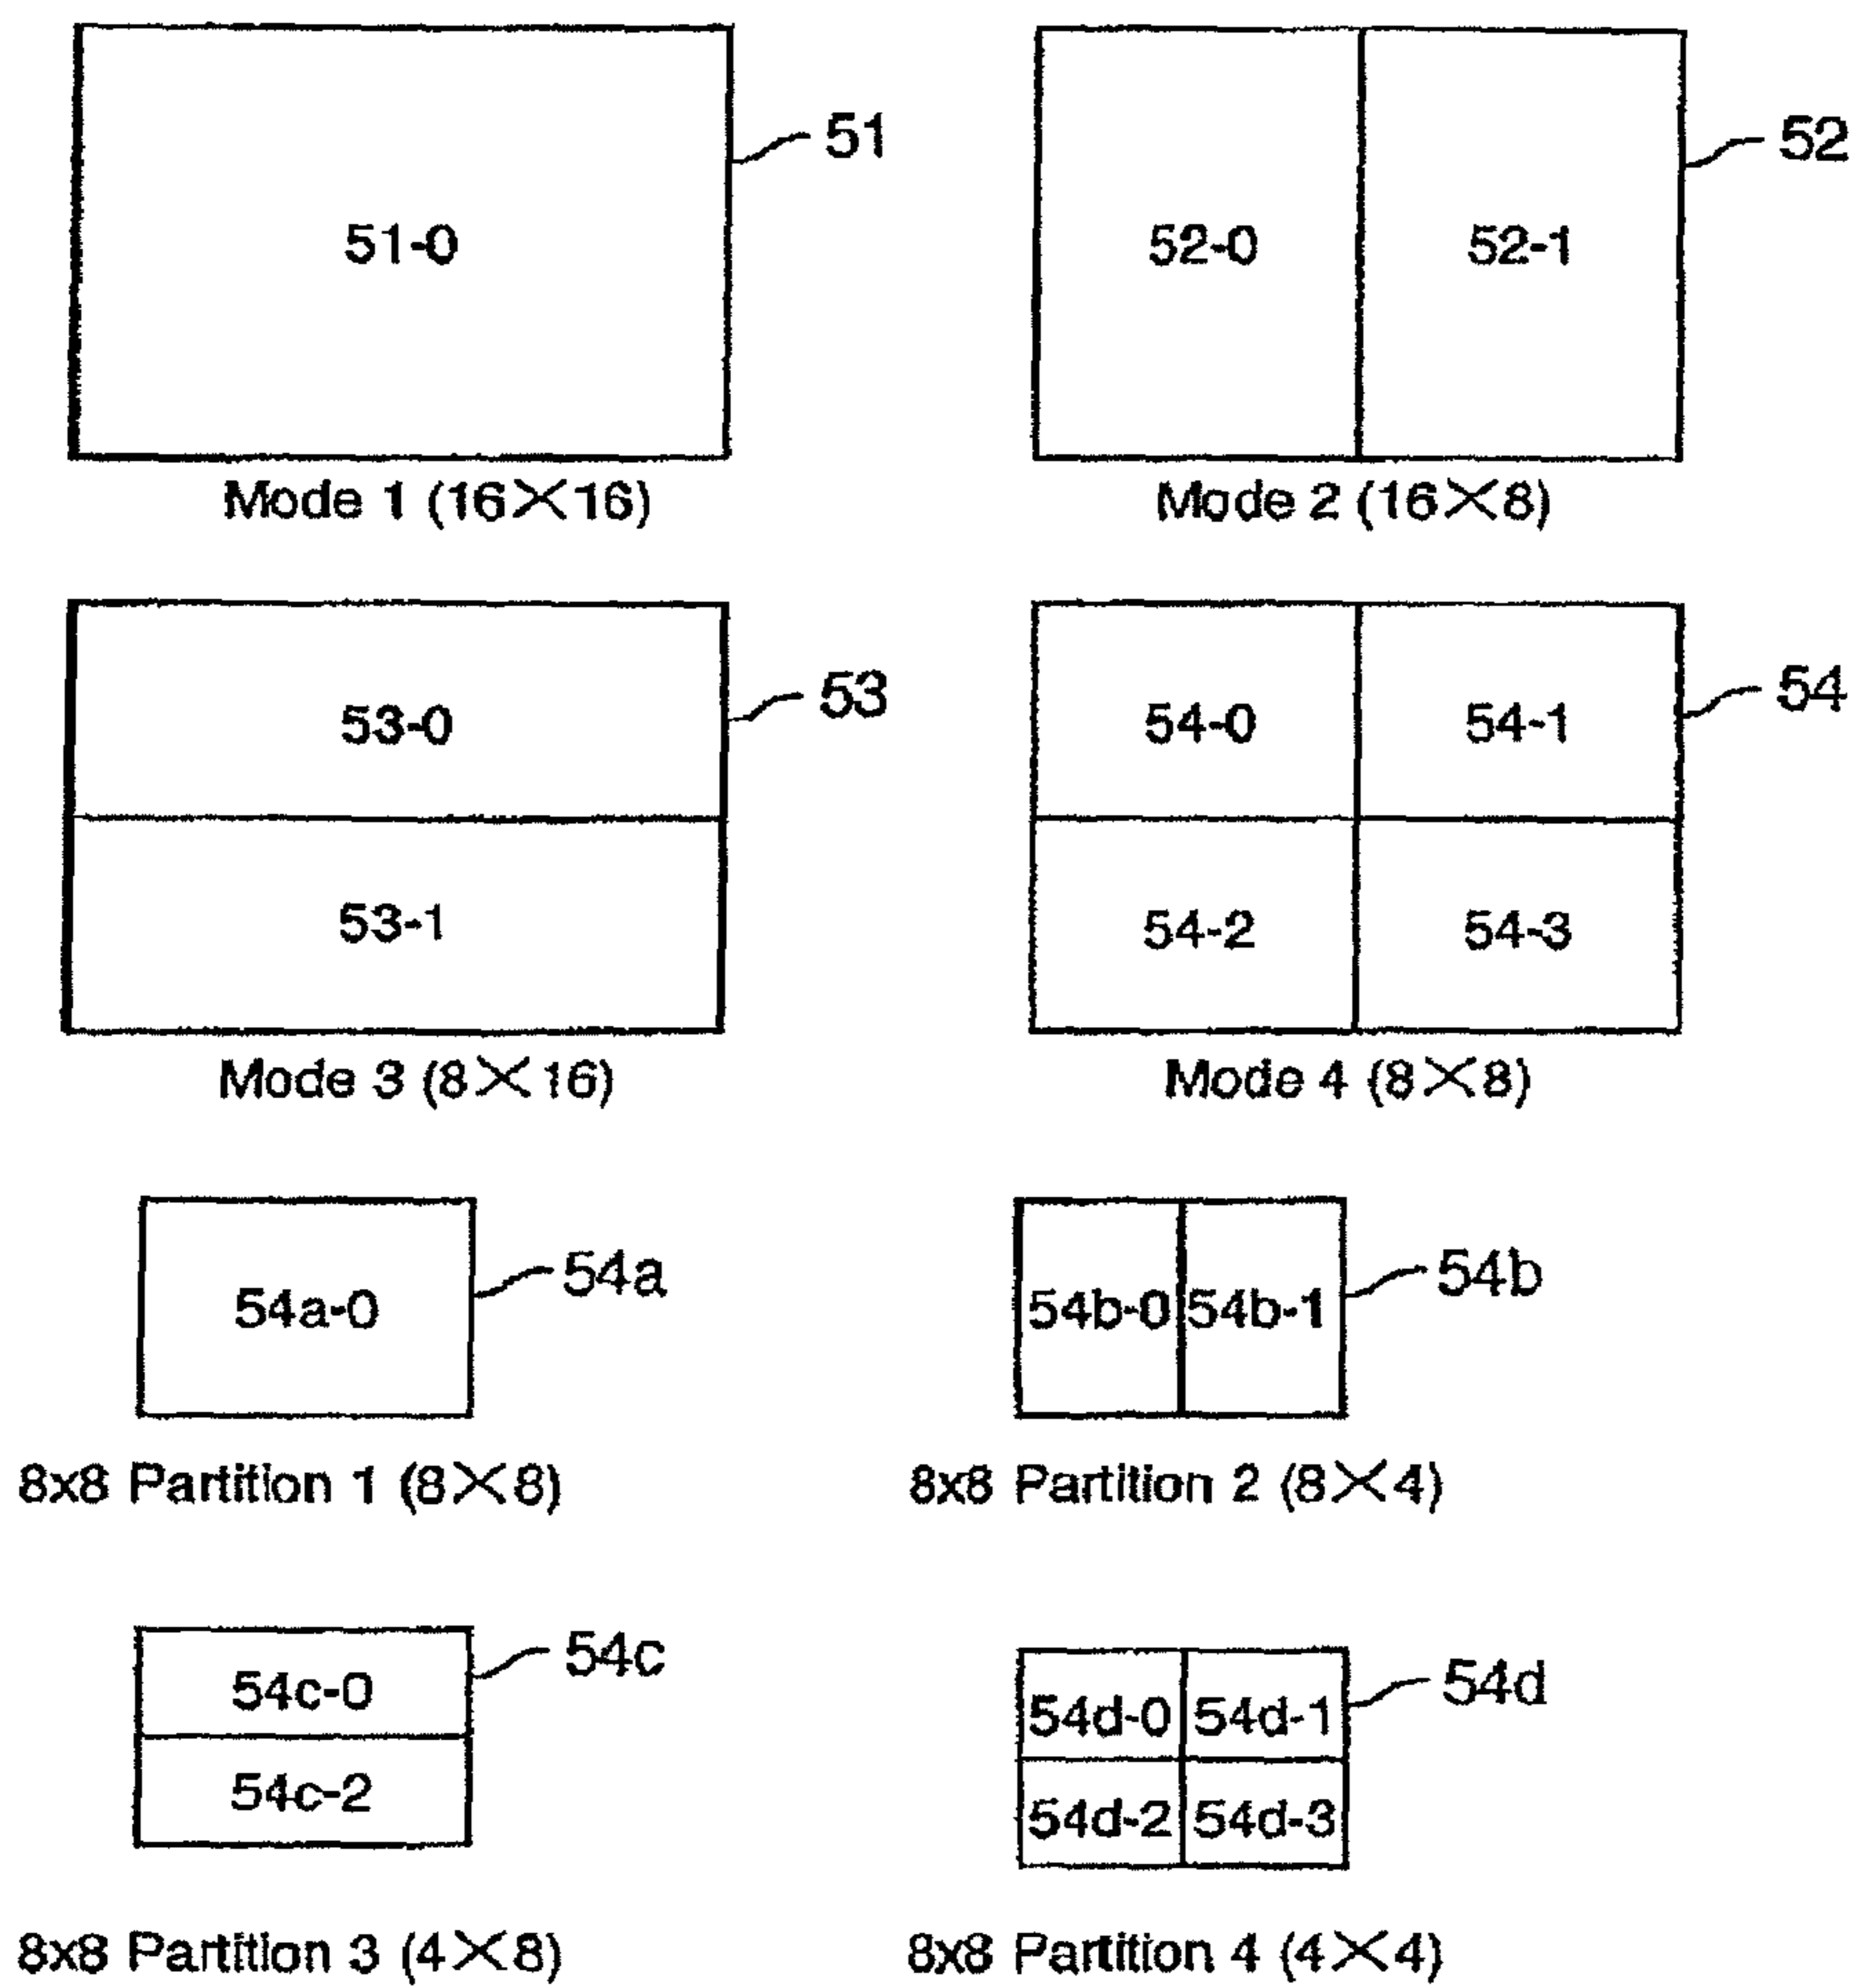 51
51-0
Mode 1 (16×16)
52
52-0 52-1
Mode 2 (16×8)
53
53-0
53-1
Mode 3 (8×16)
54
54-0 54-1
54-2 54-3
Mode 4 (8×8)
54a
54a-0
8x8 Partition 1 (8×8)
54b
54b-0 54b-1
8x8 Partition 2 (8×4)
54c
54c-0
54c-2
8x8 Partition 3 (4×8)
54d
54d-0 54d-1
54d-2 54d-3
8x8 Partition 4 (4×4)